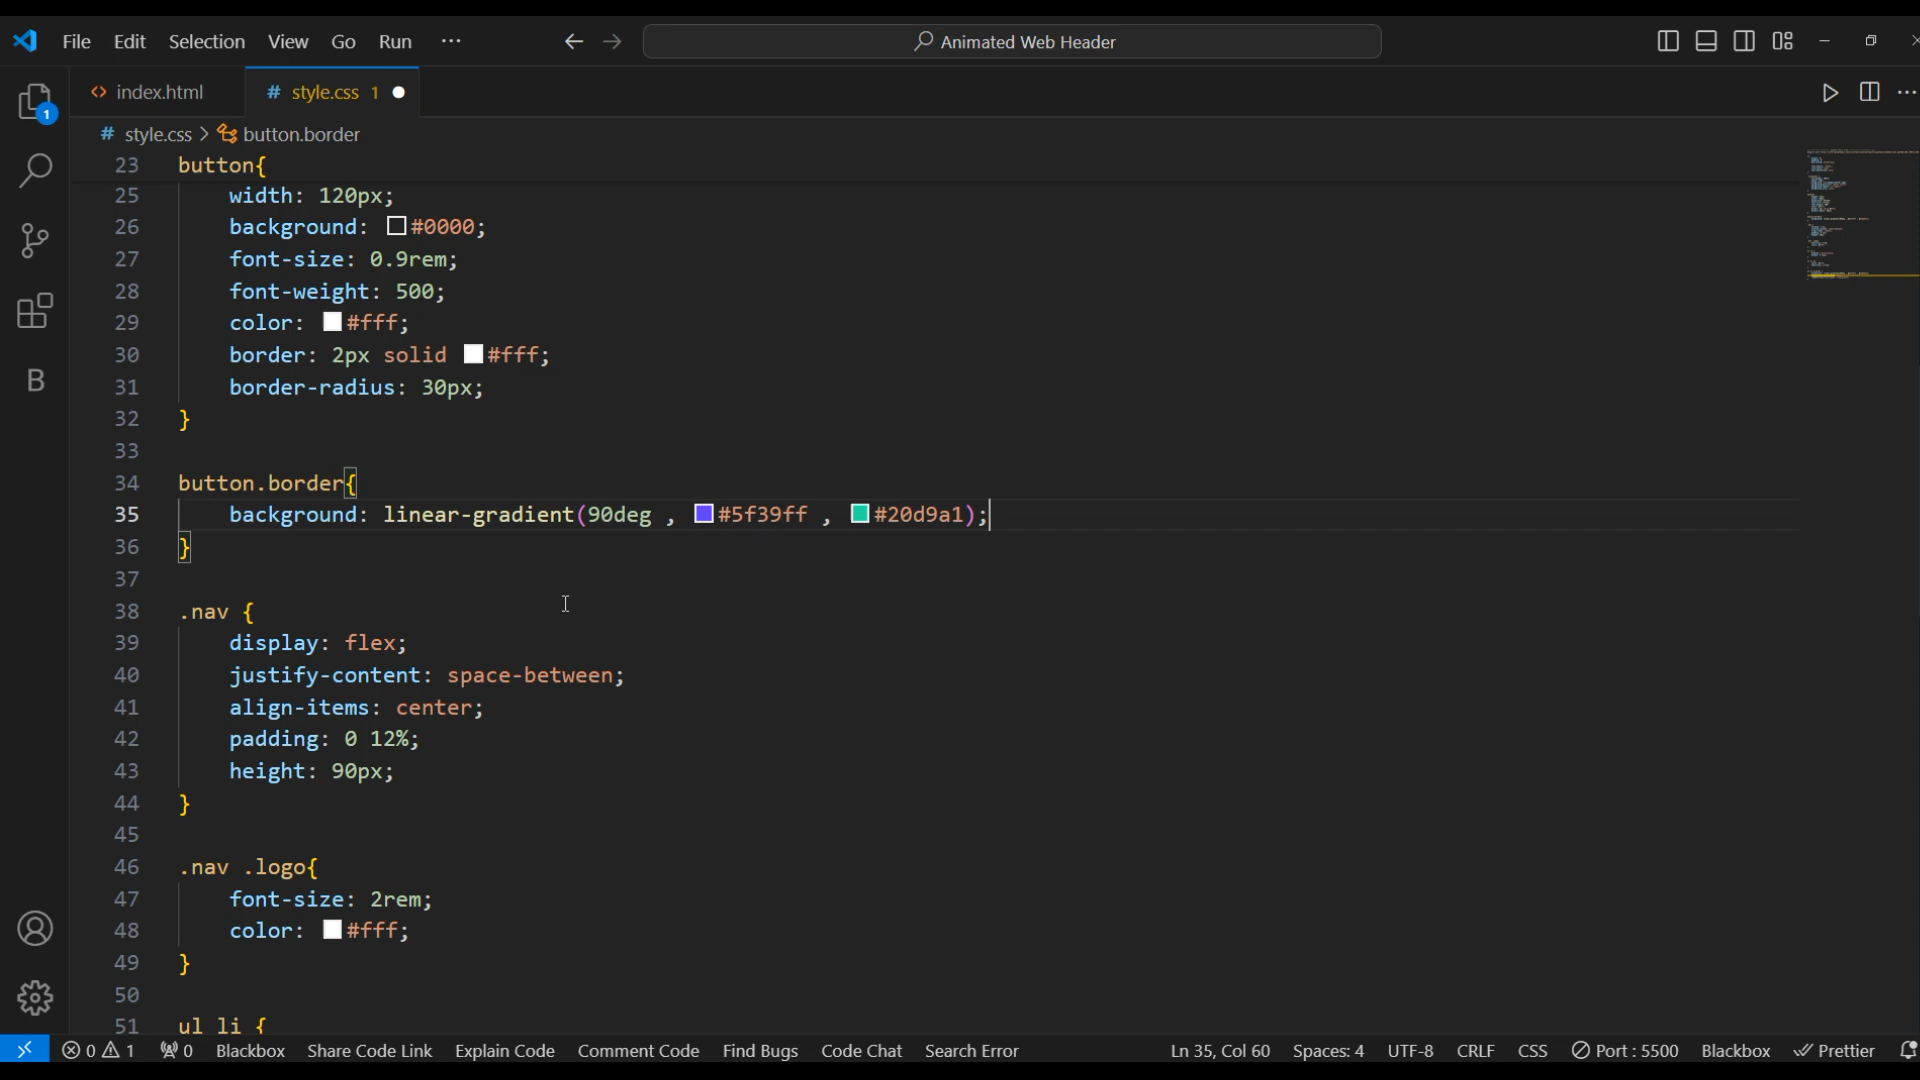 File Edit Selection View Go Run ··· Animated Web Header
index.html # style.css 1
# style.css > button.border
23 button{
25 width: 120px;
26 background: #0000;
27 font-size: 0.9rem;
28 font-weight: 500;
29 color: #fff;
30 border: 2px solid #fff;
31 border-radius: 30px;
32 }
33
34 button.border{
35 background: linear-gradient(90deg , #5f39ff , #20d9a1);
36 }
37
38 .nav {
39 display: flex;
40 justify-content: space-between;
41 align-items: center;
42 padding: 0 12%;
43 height: 90px;
44 }
45
46 .nav .logo{
47 font-size: 2rem;
48 color: #fff;
49 }
50
51 ul li {
1
B
0 1 0 Blackbox Share Code Link Explain Code Comment Code Find Bugs Code Chat Search Error Ln 35, Col 60 Spaces: 4 UTF-8 CRLF CSS Port : 5500 Blackbox Prettier